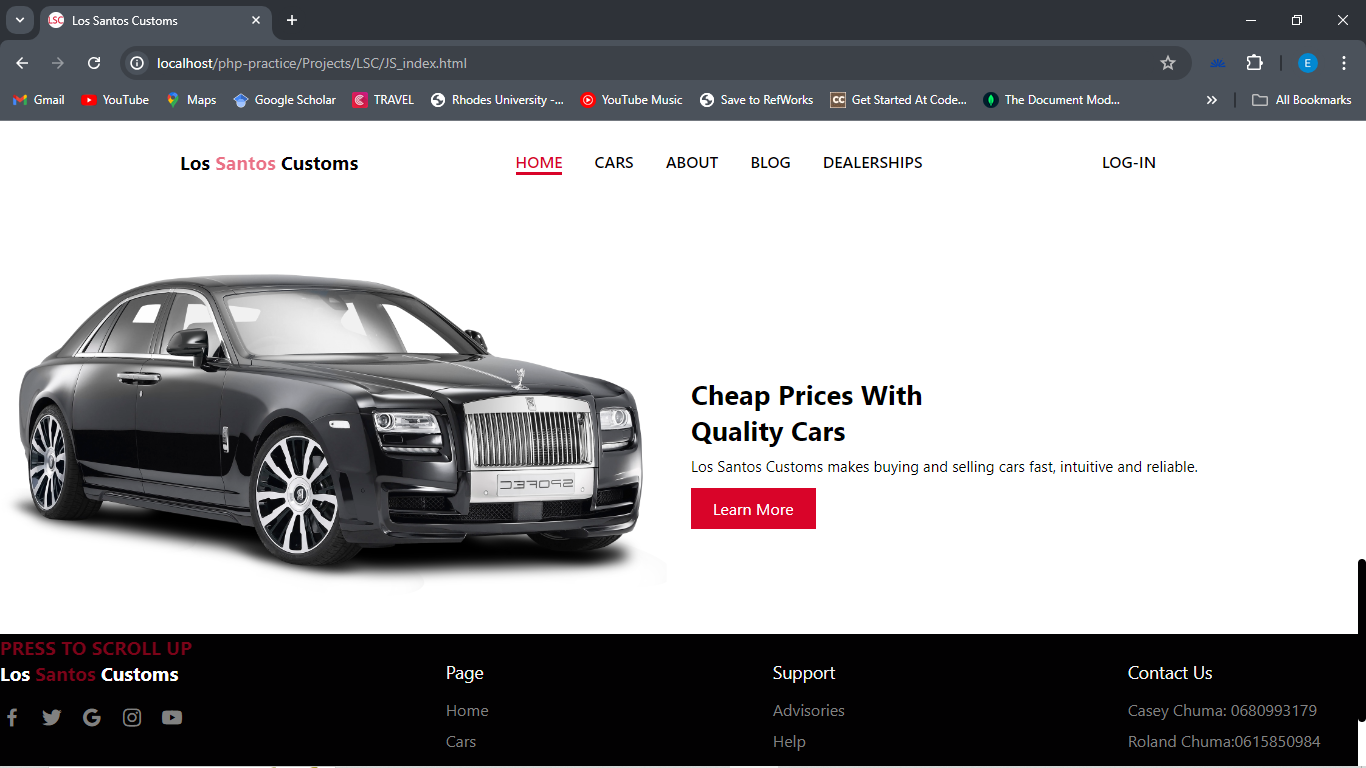 LSC Los Santos Customs
localhost/php-practice/Projects/LSC/JS_index.html
E
Gmail YouTube Maps Google Scholar TRAVEL Rhodes University -... YouTube Music Save to RefWorks CC Get Started At Code... The Document Mod... » All Bookmarks
Los Santos Customs HOME CARS ABOUT BLOG DEALERSHIPS LOG-IN
Cheap Prices With
Quality Cars
Los Santos Customs makes buying and selling cars fast, intuitive and reliable.
SPOFEC
Learn More
PRESS TO SCROLL UP
Los Santos Customs Page Support Contact Us
Home Advisories Casey Chuma: 0680993179
Cars Help Roland Chuma:0615850984